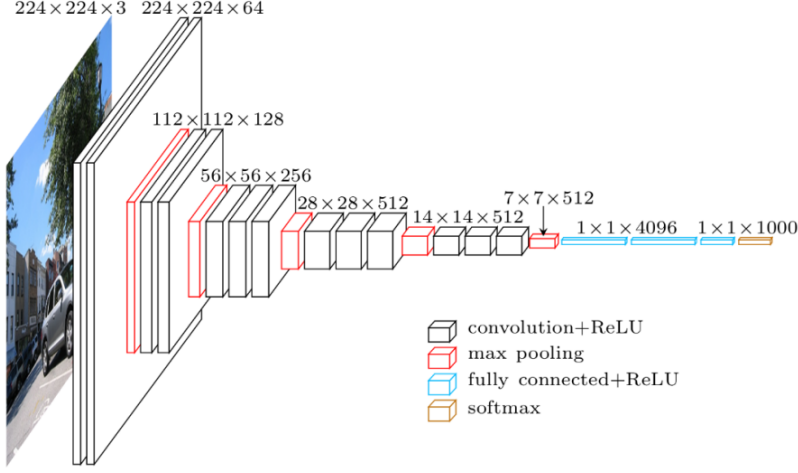 224×224×3
224×224×64
112×112×128
56×56×256
28×28×512
14×14×512
7×7×512
1×1×4096
1×1×1000
convolution+ReLU
max pooling
fully connected+ReLU
softmax